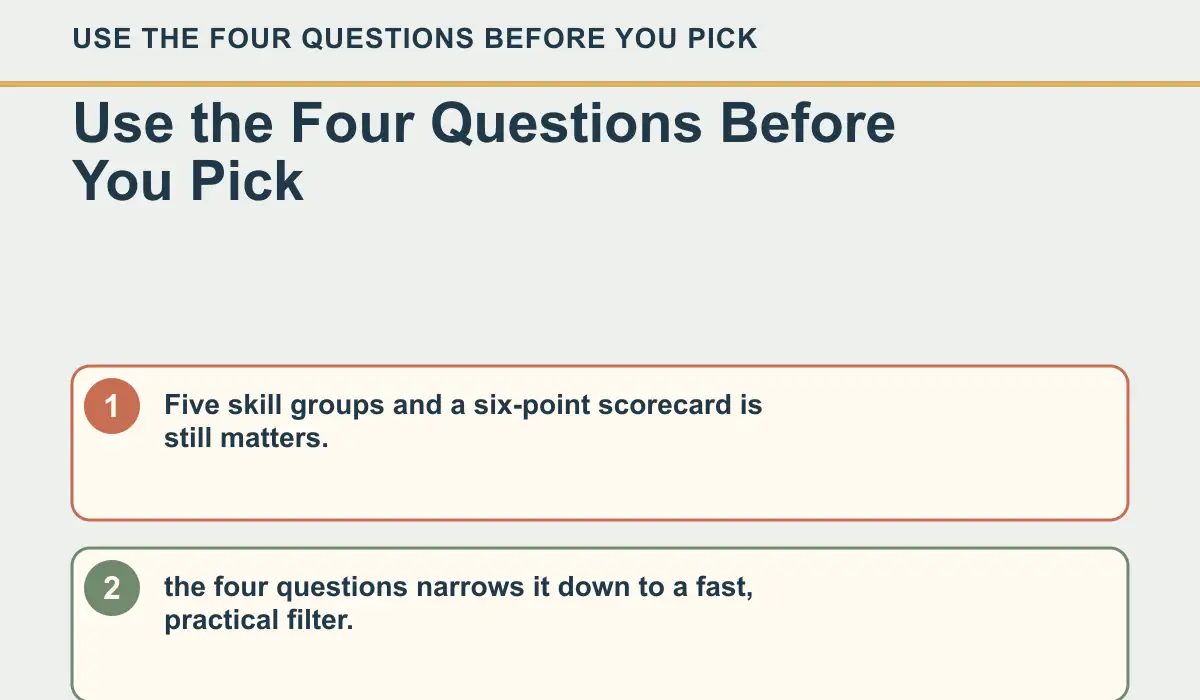 USE THE FOUR QUESTIONS BEFORE YOU PICK
Use the Four Questions Before
You Pick
1
Five skill groups and a six-point scorecard is
still matters.
2
the four questions narrows it down to a fast,
practical filter.